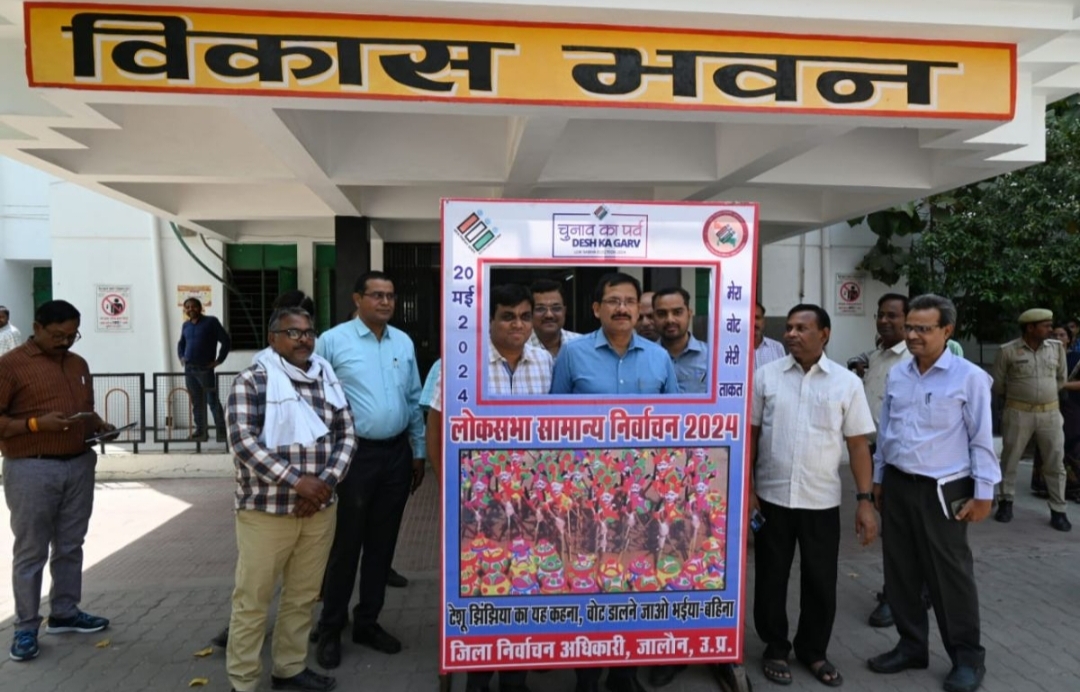 विकास भवन
चुनाव का पर्व
DESH KA GARV
20
मई
2
0
2
4
मेरा
वोट
मेरी
ताकत
लोकसभा सामान्य निर्वाचन 2024
टेशू झिंझिया का यह कहना, वोट डालने जाओ भईया-बहिना
जिला निर्वाचन अधिकारी, जालौन, उ.प्र.